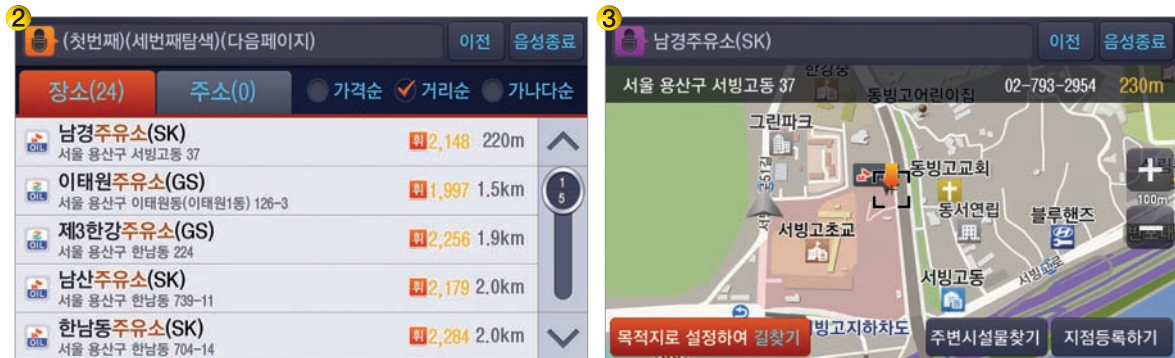 2
(첫번째)(세번째탐색)(다음페이지)
이전
음성종료
장소(24)
주소(0)
가격순
거리순
가나다순
남경주유소(SK)
서울 용산구 서빙고동 37
휘 2,148 220m
이태원주유소(GS)
서울 용산구 이태원동(이태원1동) 126-3
휘 1,997 1.5km
제3한강주유소(GS)
서울 용산구 한남동 224
휘 2,256 1.9km
남산주유소(SK)
서울 용산구 한남동 739-11
휘 2,179 2.0km
한남동주유소(SK)
서울 용산구 한남동 704-14
휘 2,284 2.0km
OIL
OIL
OIL
OIL
OIL
1
5
3
남경주유소(SK)
이전
음성종료
서울 용산구 서빙고동 37
02-793-2954
230m
동빙고어린이집
그린파크
동빙고교회
동서연립
블루핸즈
100m
서빙고초교
서빙고동
서빙고로
빙고지하차도
목적지로 설정하여 길찾기
주변시설물찾기
지점등록하기